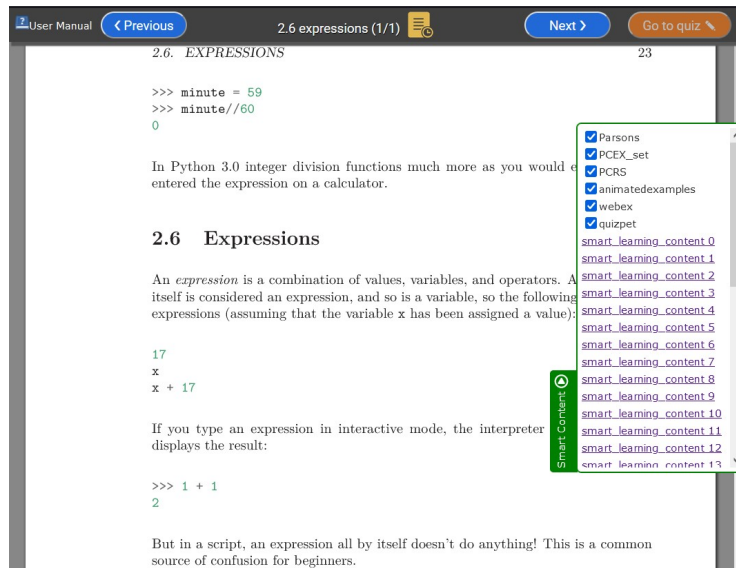 User Manual
Previous
2.6 expressions (1/1)
Next
Go to quiz
2.6. EXPRESSIONS 23
>>> minute = 59
>>> minute//60
0
In Python 3.0 integer division functions much more as you would e
entered the expression on a calculator.
2.6 Expressions
An expression is a combination of values, variables, and operators. A
itself is considered an expression, and so is a variable, so the following
expressions (assuming that the variable x has been assigned a value):
17
x
x + 17
If you type an expression in interactive mode, the interpreter
displays the result:
>>> 1 + 1
2
But in a script, an expression all by itself doesn't do anything! This is a common
source of confusion for beginners.
Smart Content
Parsons
PCEX_set
PCRS
animatedexamples
webex
quizpet
smart_learning_content 0
smart_learning_content 1
smart_learning_content 2
smart_learning_content 3
smart_learning_content 4
smart_learning_content 5
smart_learning_content 6
smart_learning_content 7
smart_learning_content 8
smart_learning_content 9
smart_learning_content 10
smart_learning_content 11
smart_learning_content 12
smart_learning_content 13